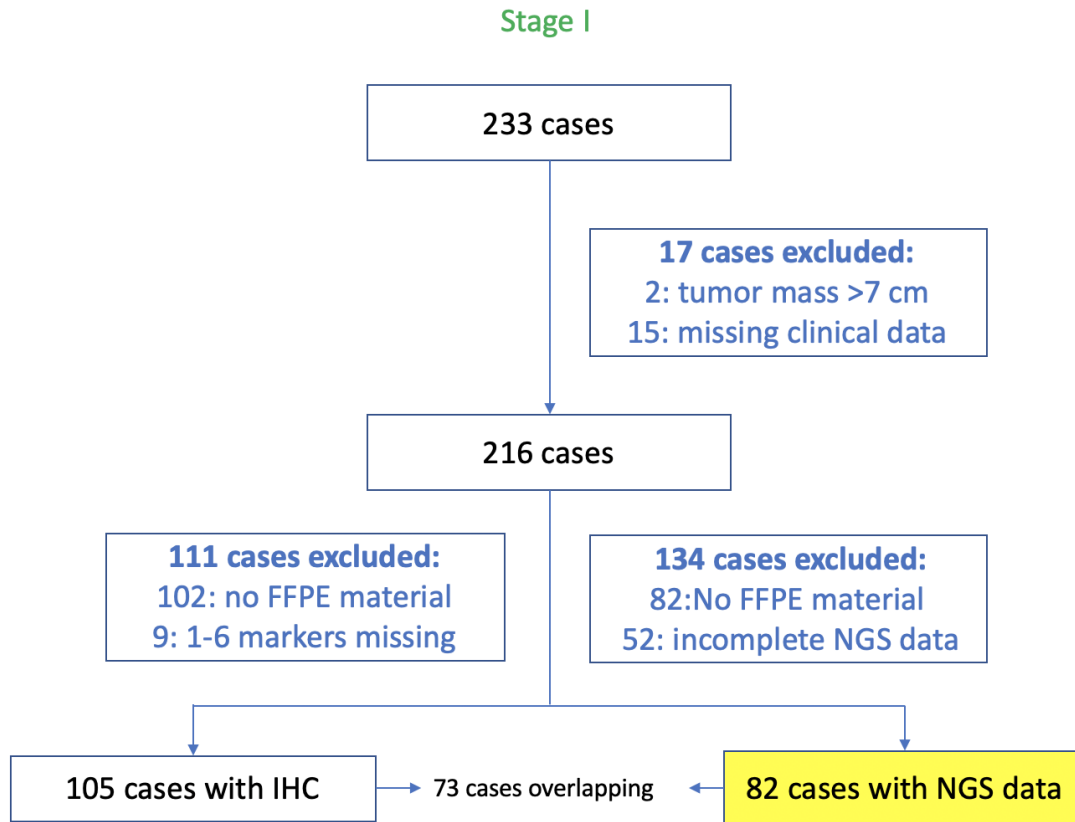 Stage I
233 cases
17 cases excluded:
2: tumor mass >7 cm
15: missing clinical data
216 cases
111 cases excluded:
102: no FFPE material
9: 1-6 markers missing
134 cases excluded:
82:No FFPE material
52: incomplete NGS data
105 cases with IHC
73 cases overlapping
82 cases with NGS data